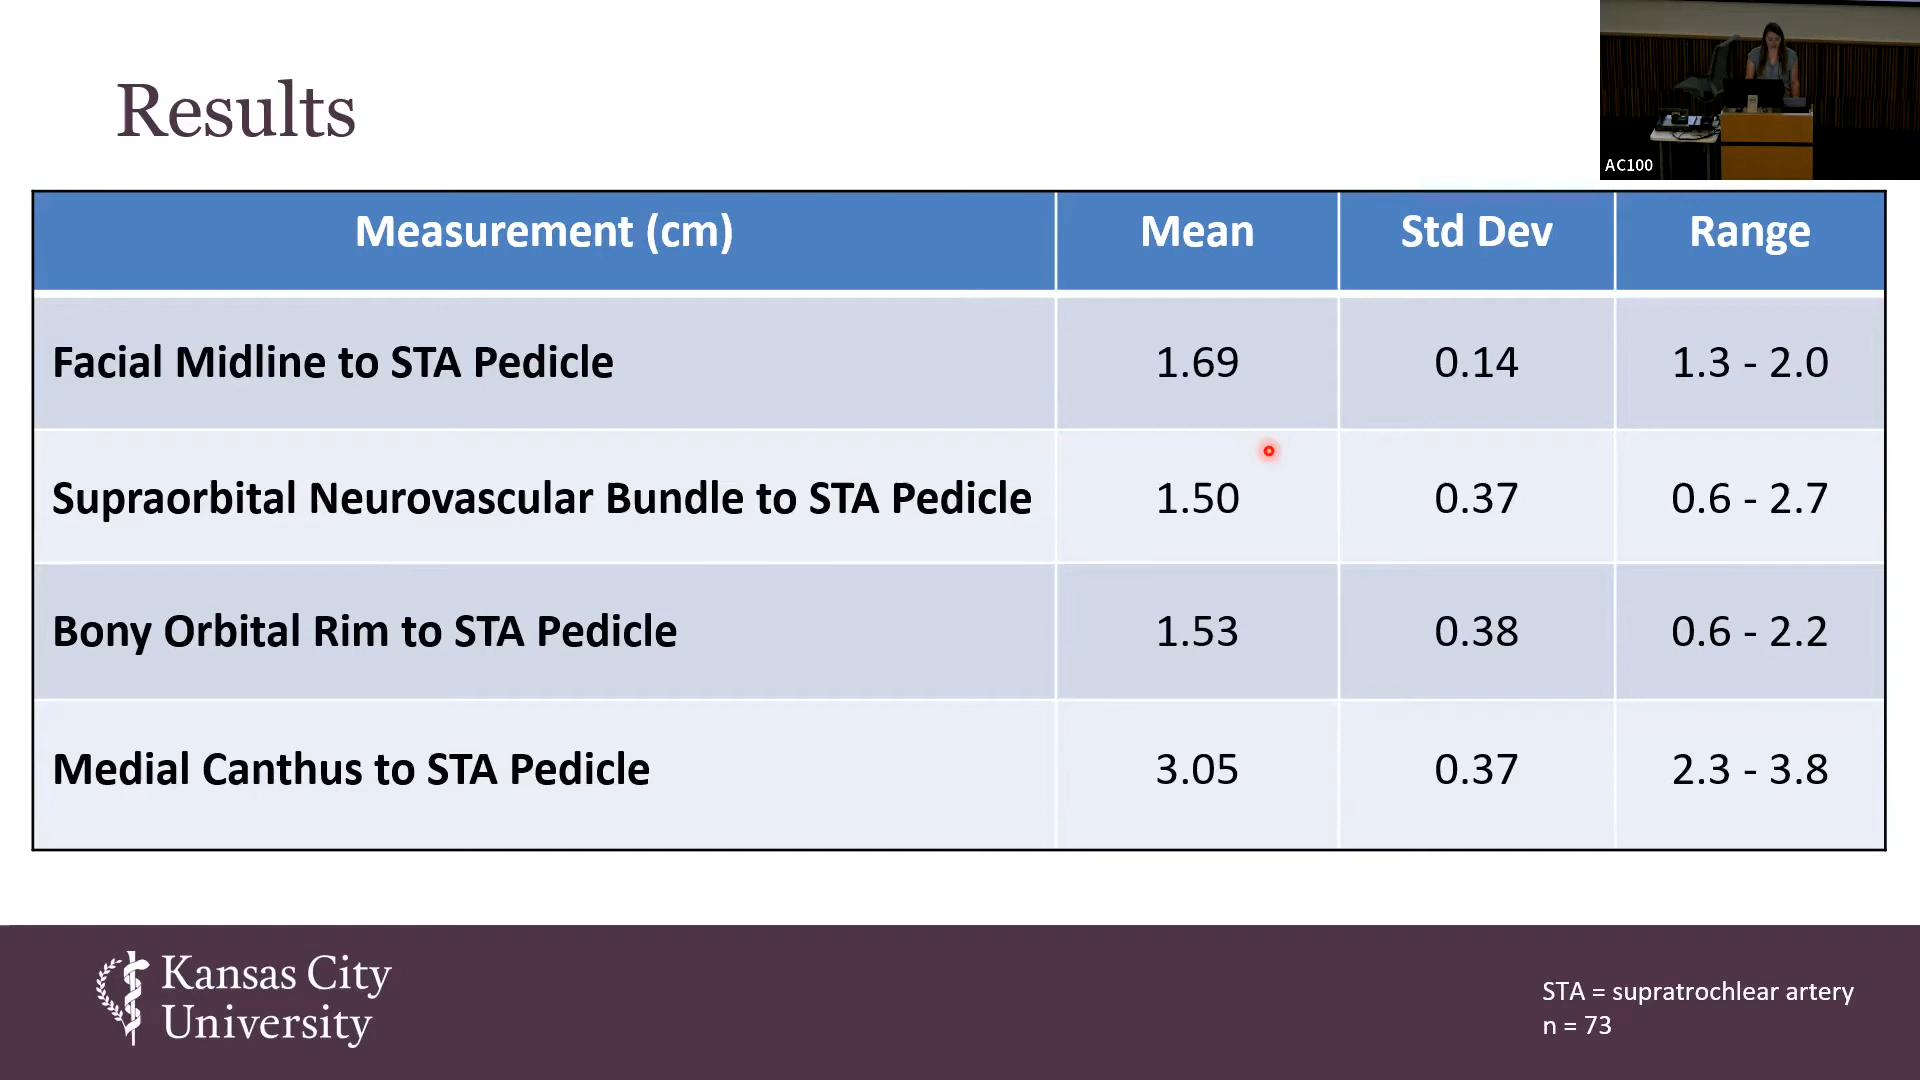 Results
AC100
Measurement (cm) Mean Std Dev Range
Facial Midline to STA Pedicle 1.69 0.14 1.3 - 2.0
Supraorbital Neurovascular Bundle to STA Pedicle 1.50 0.37 0.6 - 2.7
Bony Orbital Rim to STA Pedicle 1.53 0.38 0.6 - 2.2
Medial Canthus to STA Pedicle 3.05 0.37 2.3 - 3.8
Kansas City
University
STA = supratrochlear artery
n = 73